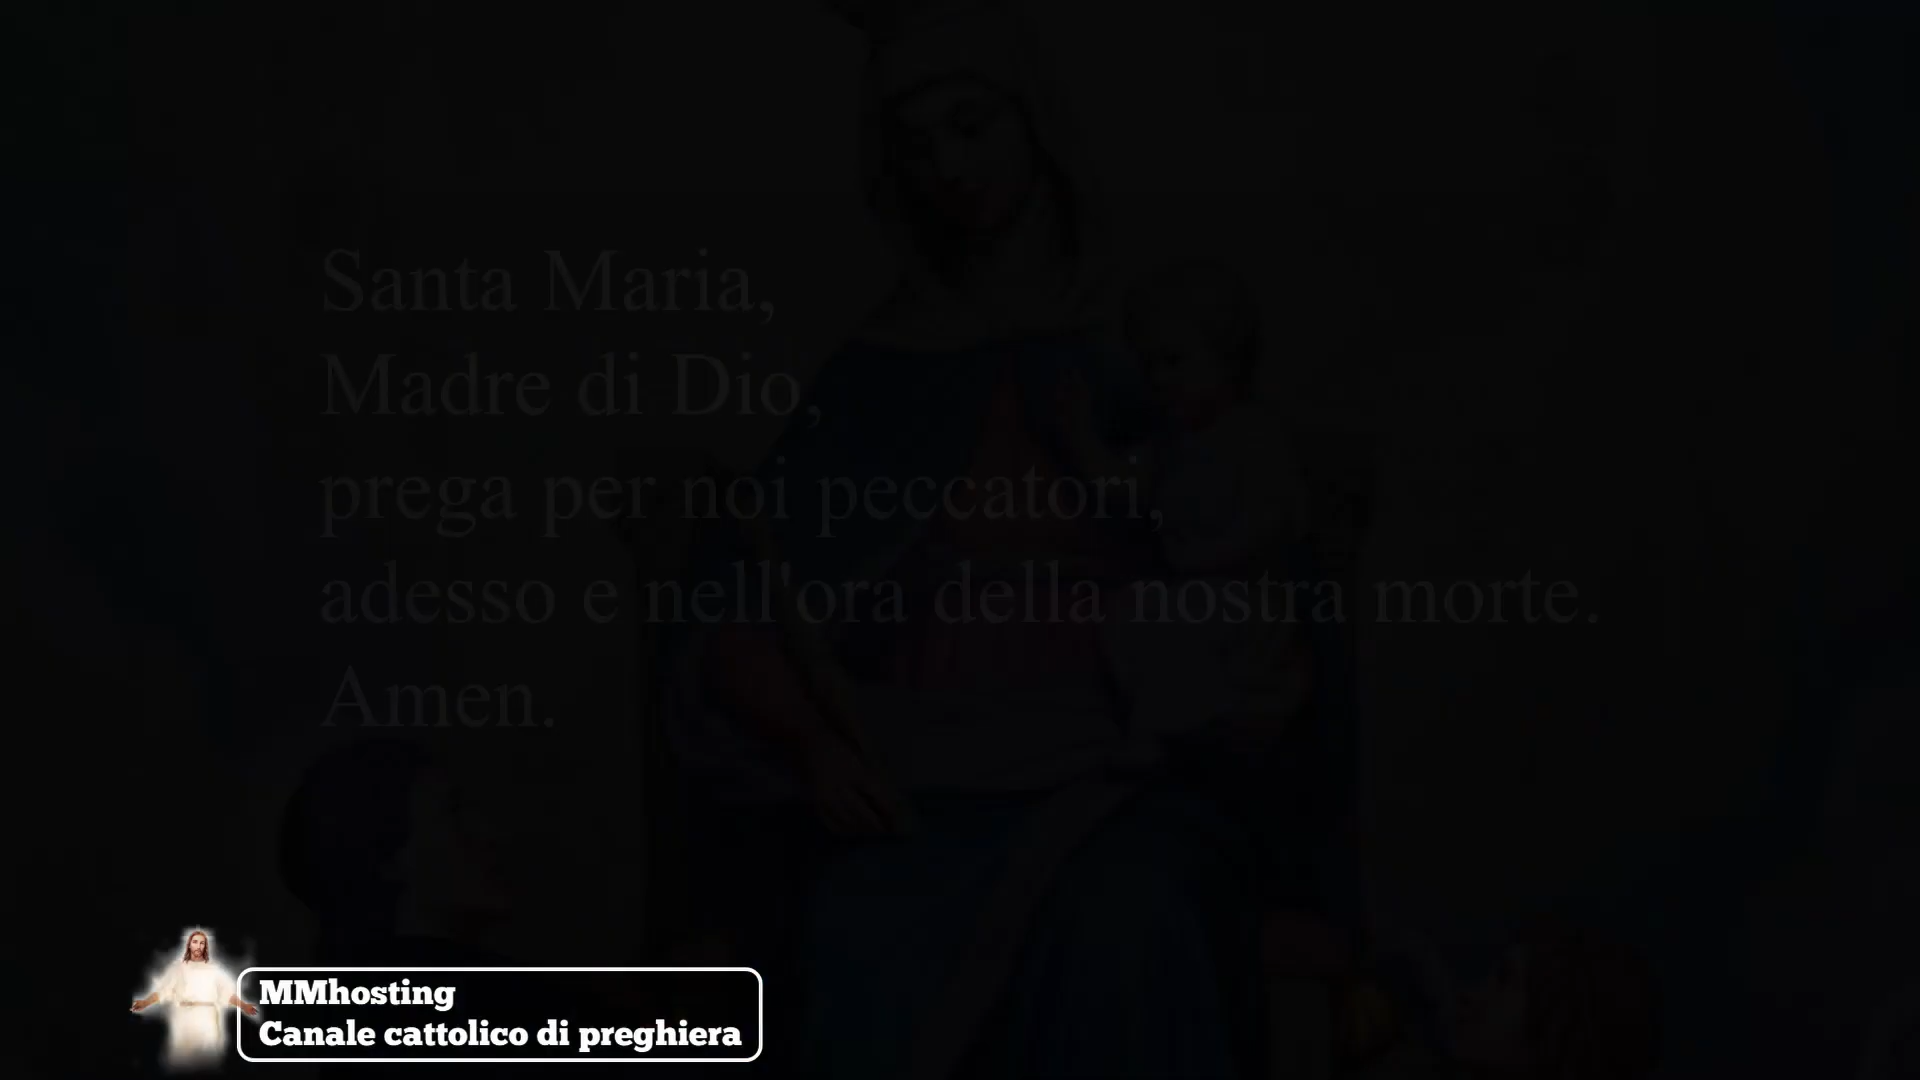 Santa Maria,
Madre di Dio,
prega per noi peccatori,
adesso e nell'ora della nostra morte.
Amen.
MMhosting
Canale cattolico di preghiera